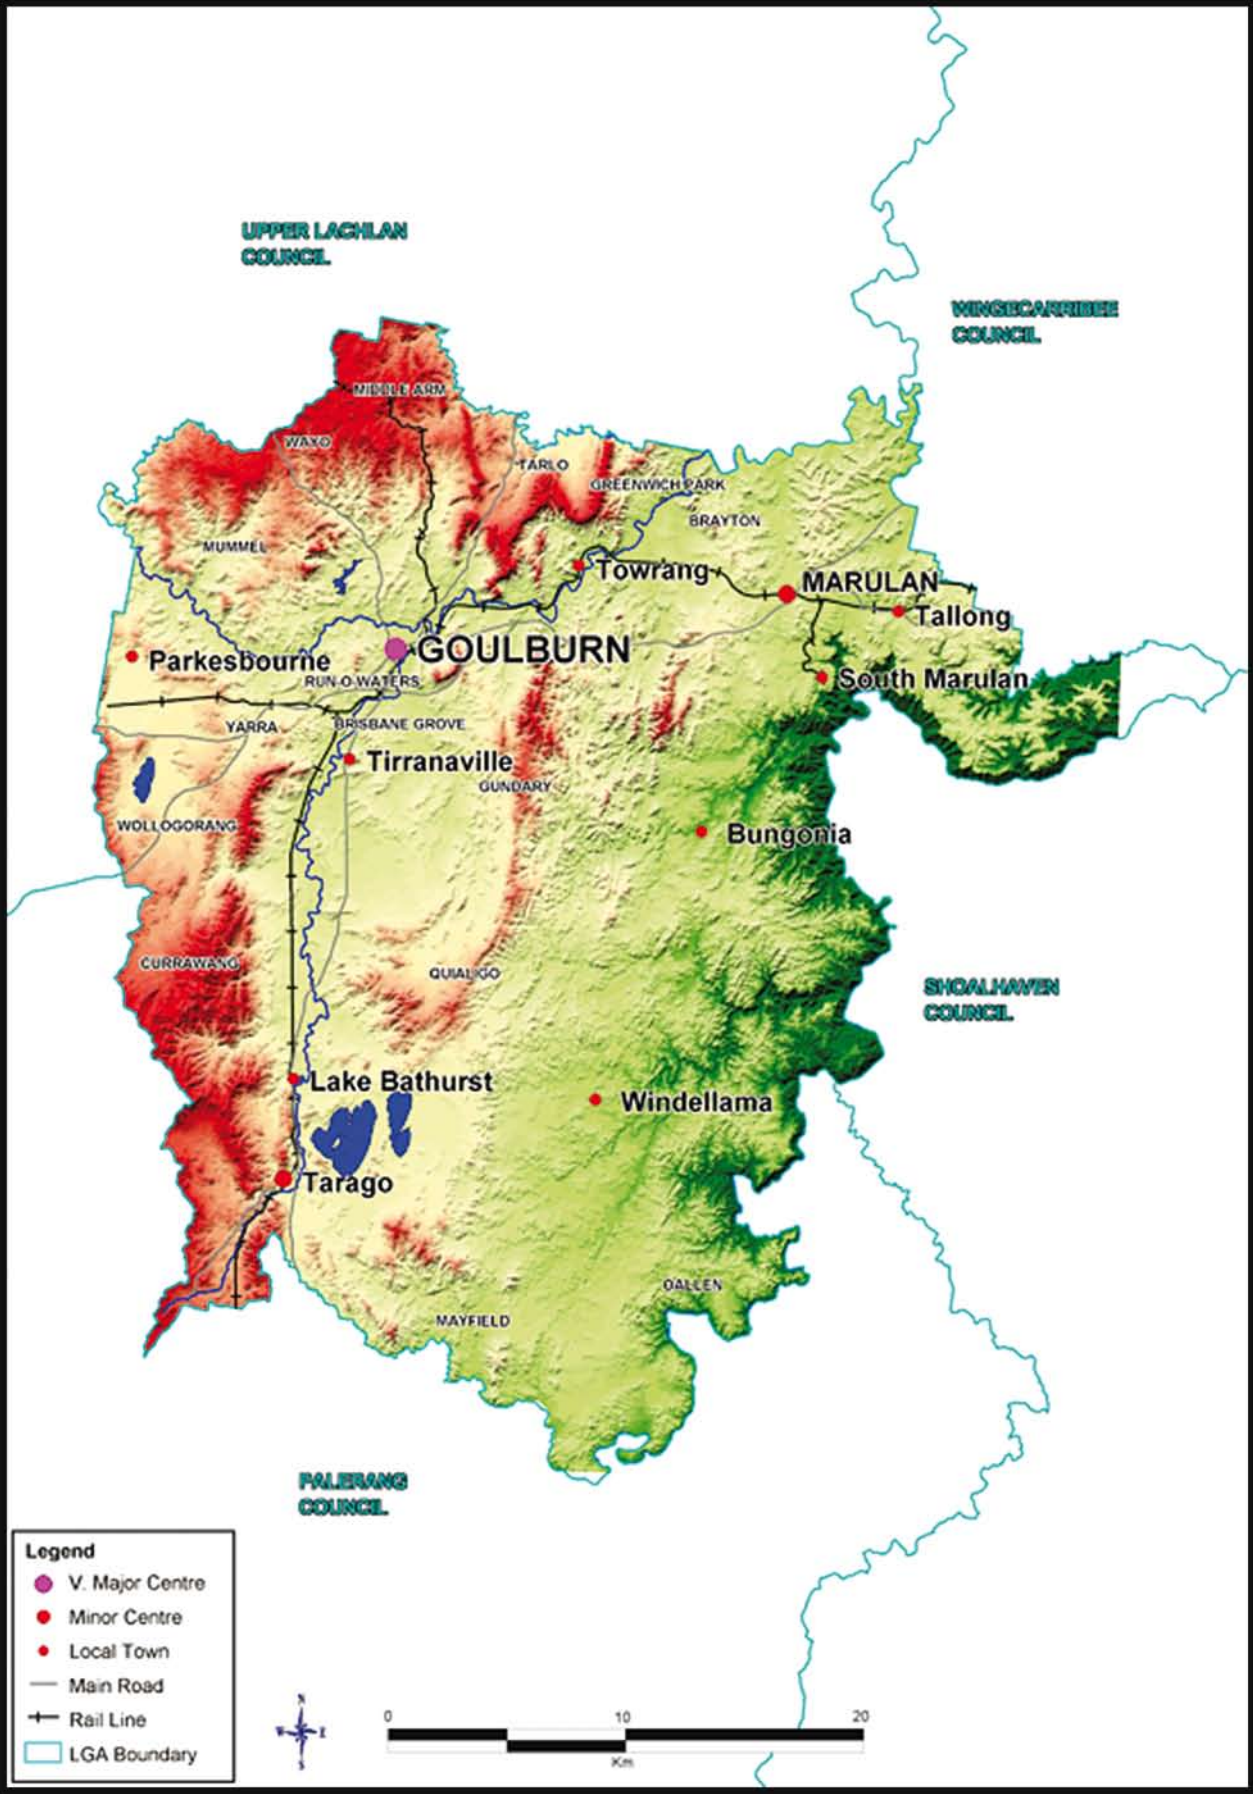 UPPER LACHLAN
COUNCIL
WINGECARRIBEE
COUNCIL
MIDDLE ARM
WAYO
TARLO
GREENWICH PARK
BRAYTON
MUMMEL
Towrang
MARULAN
Tallong
GOULBURN
Parkesbourne
RUN-O-WATERS
South Marulan
YARRA
BRISBANE GROVE
Tirranaville
GUNDARY
WOLLOGORANG
Bungonia
CURRAWANG
QUIALIGO
SHOALHAVEN
COUNCIL
Lake Bathurst
Windellama
Tarago
OALLEN
MAYFIELD
PALERANG
COUNCIL
Legend
V. Major Centre
Minor Centre
Local Town
Main Road
Rail Line
LGA Boundary
N
W E
S
0 10 20
Km